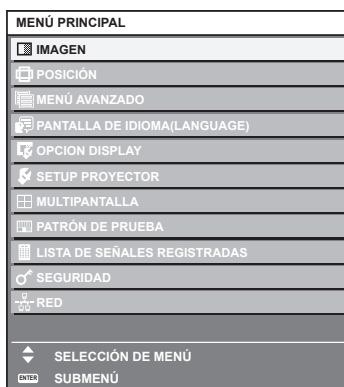 MENÚ PRINCIPAL
IMAGEN
POSICIÓN
MENÚ AVANZADO
PANTALLA DE IDIOMA(LANGUAGE)
OPCION DISPLAY
SETUP PROYECTOR
MULTIPANTALLA
PATRÓN DE PRUEBA
LISTA DE SEÑALES REGISTRADAS
SEGURIDAD
RED
SELECCIÓN DE MENÚ
ENTER SUBMENÚ